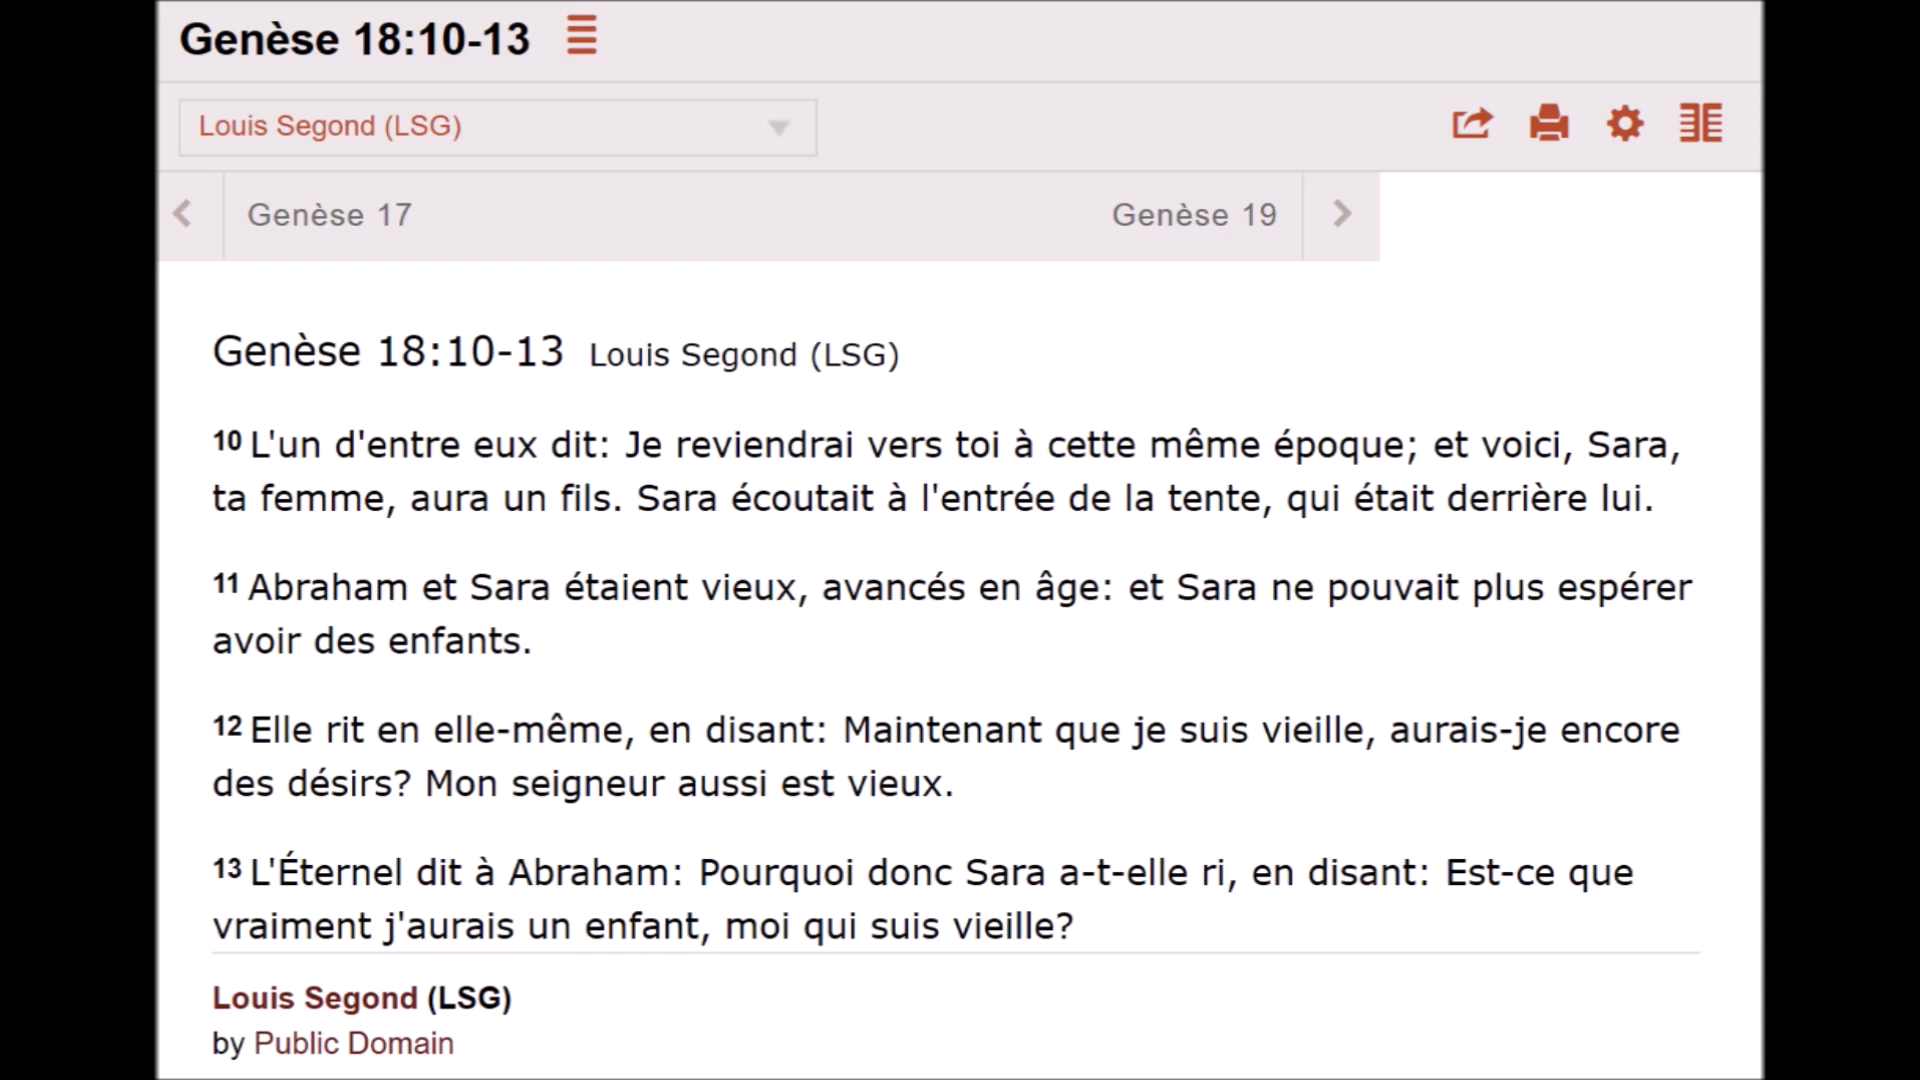 Genèse 18:10-13
Louis Segond (LSG)
Genèse 17
Genèse 19
Genèse 18:10-13 Louis Segond (LSG)
10 L'un d'entre eux dit: Je reviendrai vers toi à cette même époque; et voici, Sara,
ta femme, aura un fils. Sara écoutait à l'entrée de la tente, qui était derrière lui.
11 Abraham et Sara étaient vieux, avancés en âge: et Sara ne pouvait plus espérer
avoir des enfants.
12 Elle rit en elle-même, en disant: Maintenant que je suis vieille, aurais-je encore
des désirs? Mon seigneur aussi est vieux.
13 L'Éternel dit à Abraham: Pourquoi donc Sara a-t-elle ri, en disant: Est-ce que
vraiment j'aurais un enfant, moi qui suis vieille?
Louis Segond (LSG)
by Public Domain